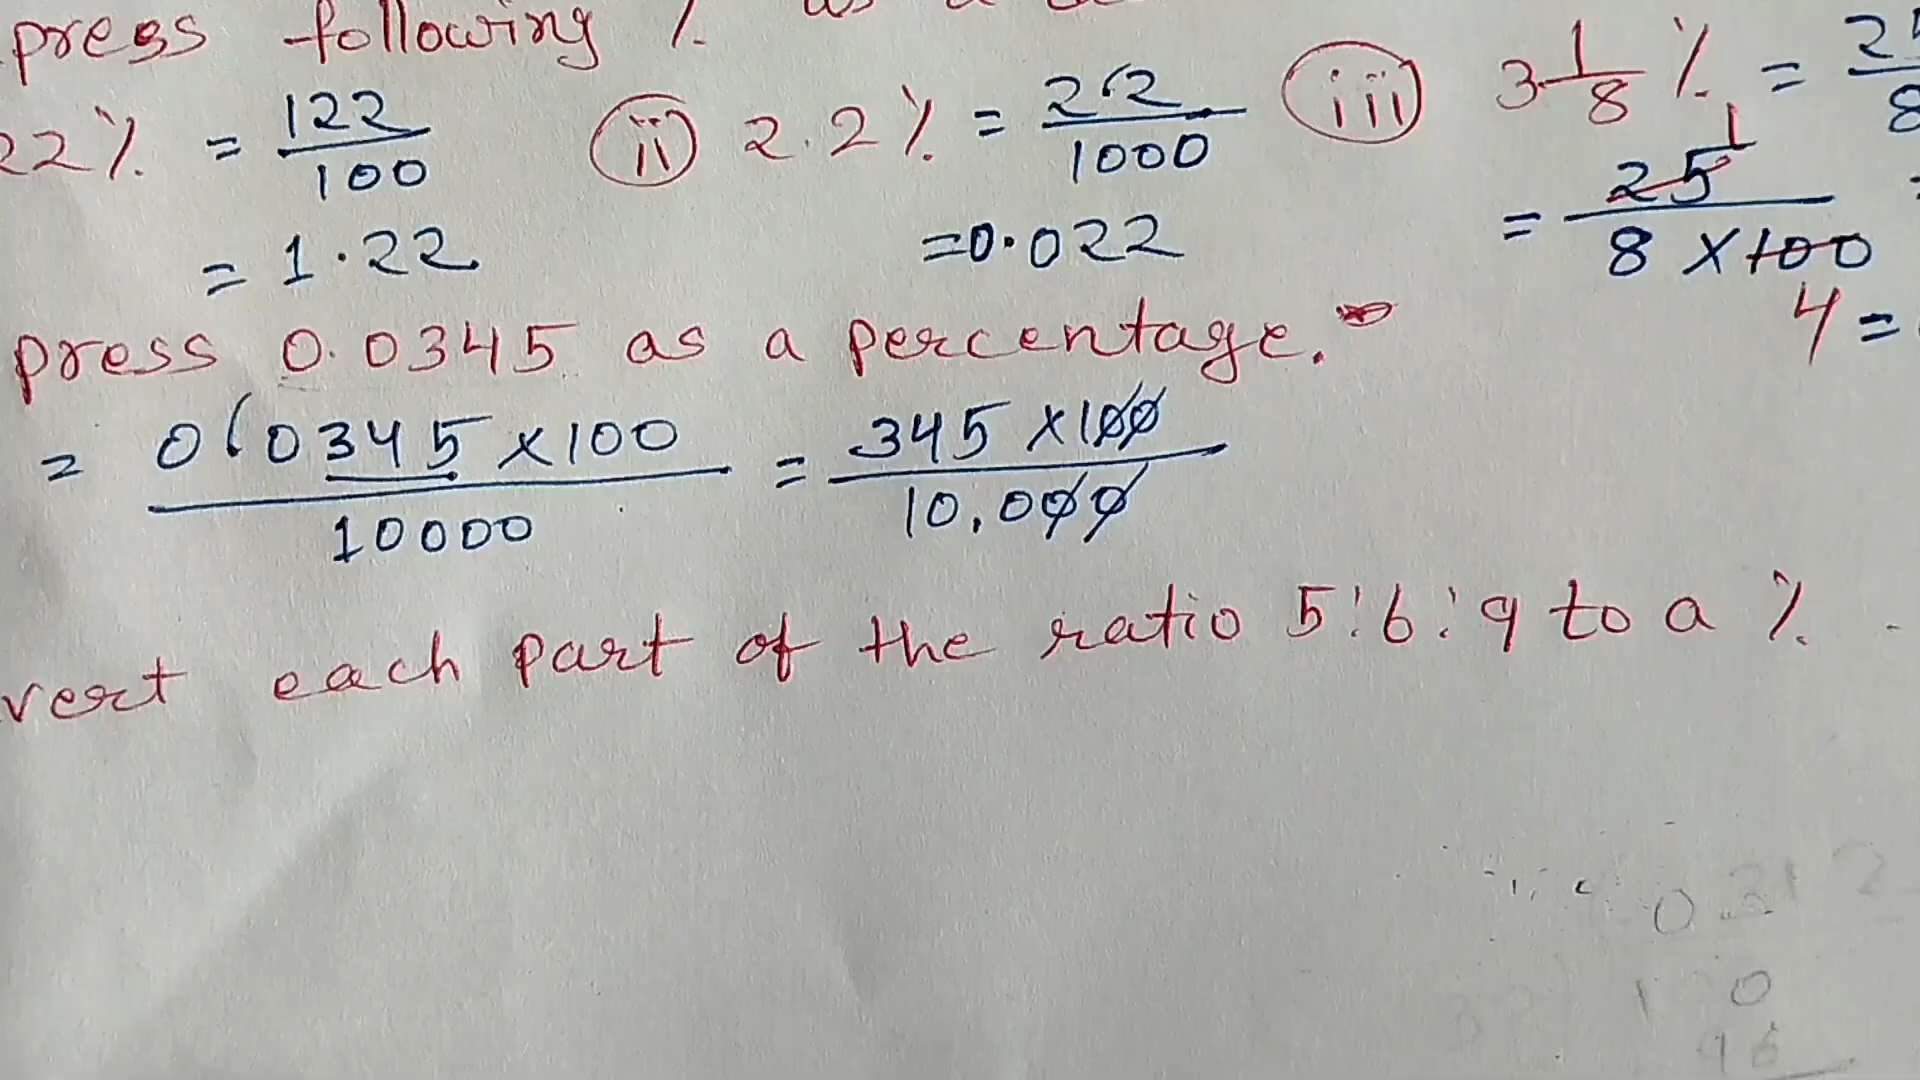 press following %
22% = 122/100 (ii) 2.2% = 22/1000 (iii) 3 1/8 % = 25/8
= 1.22 = 0.022 = 25 1/8 × 100
4 =
press 0.0345 as a percentage.
= 0.0345 × 100/10000 = 345 × 100/10,000
vert each part of the ratio 5:6:9 to a %.